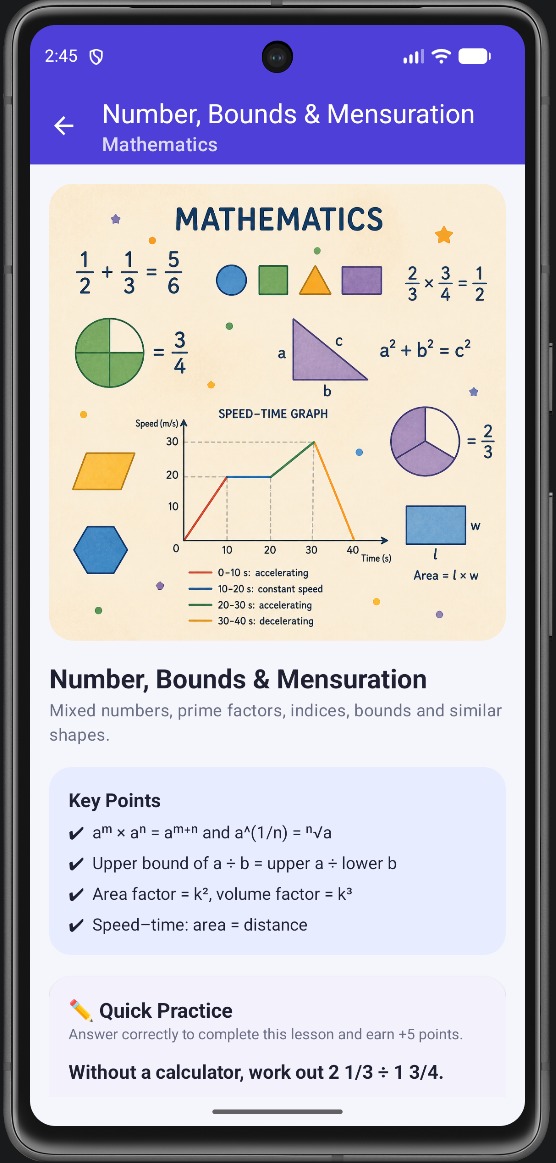 2:45
Number, Bounds & Mensuration
Mathematics
MATHEMATICS
1/2 + 1/3 = 5/6
2/3 × 3/4 = 1/2
= 3/4
a
c
b
a² + b² = c²
SPEED–TIME GRAPH
Speed (m/s)
30
20
10
0
10
20
30
40
Time (s)
= 2/3
w
l
Area = l × w
0–10 s: accelerating
10–20 s: constant speed
20–30 s: accelerating
30–40 s: decelerating
Number, Bounds & Mensuration
Mixed numbers, prime factors, indices, bounds and similar
shapes.
Key Points
✔ aᵐ × aⁿ = aᵐ⁺ⁿ and a^(1/n) = ⁿ√a
✔ Upper bound of a ÷ b = upper a ÷ lower b
✔ Area factor = k², volume factor = k³
✔ Speed–time: area = distance
✏️ Quick Practice
Answer correctly to complete this lesson and earn +5 points.
Without a calculator, work out 2 1/3 ÷ 1 3/4.